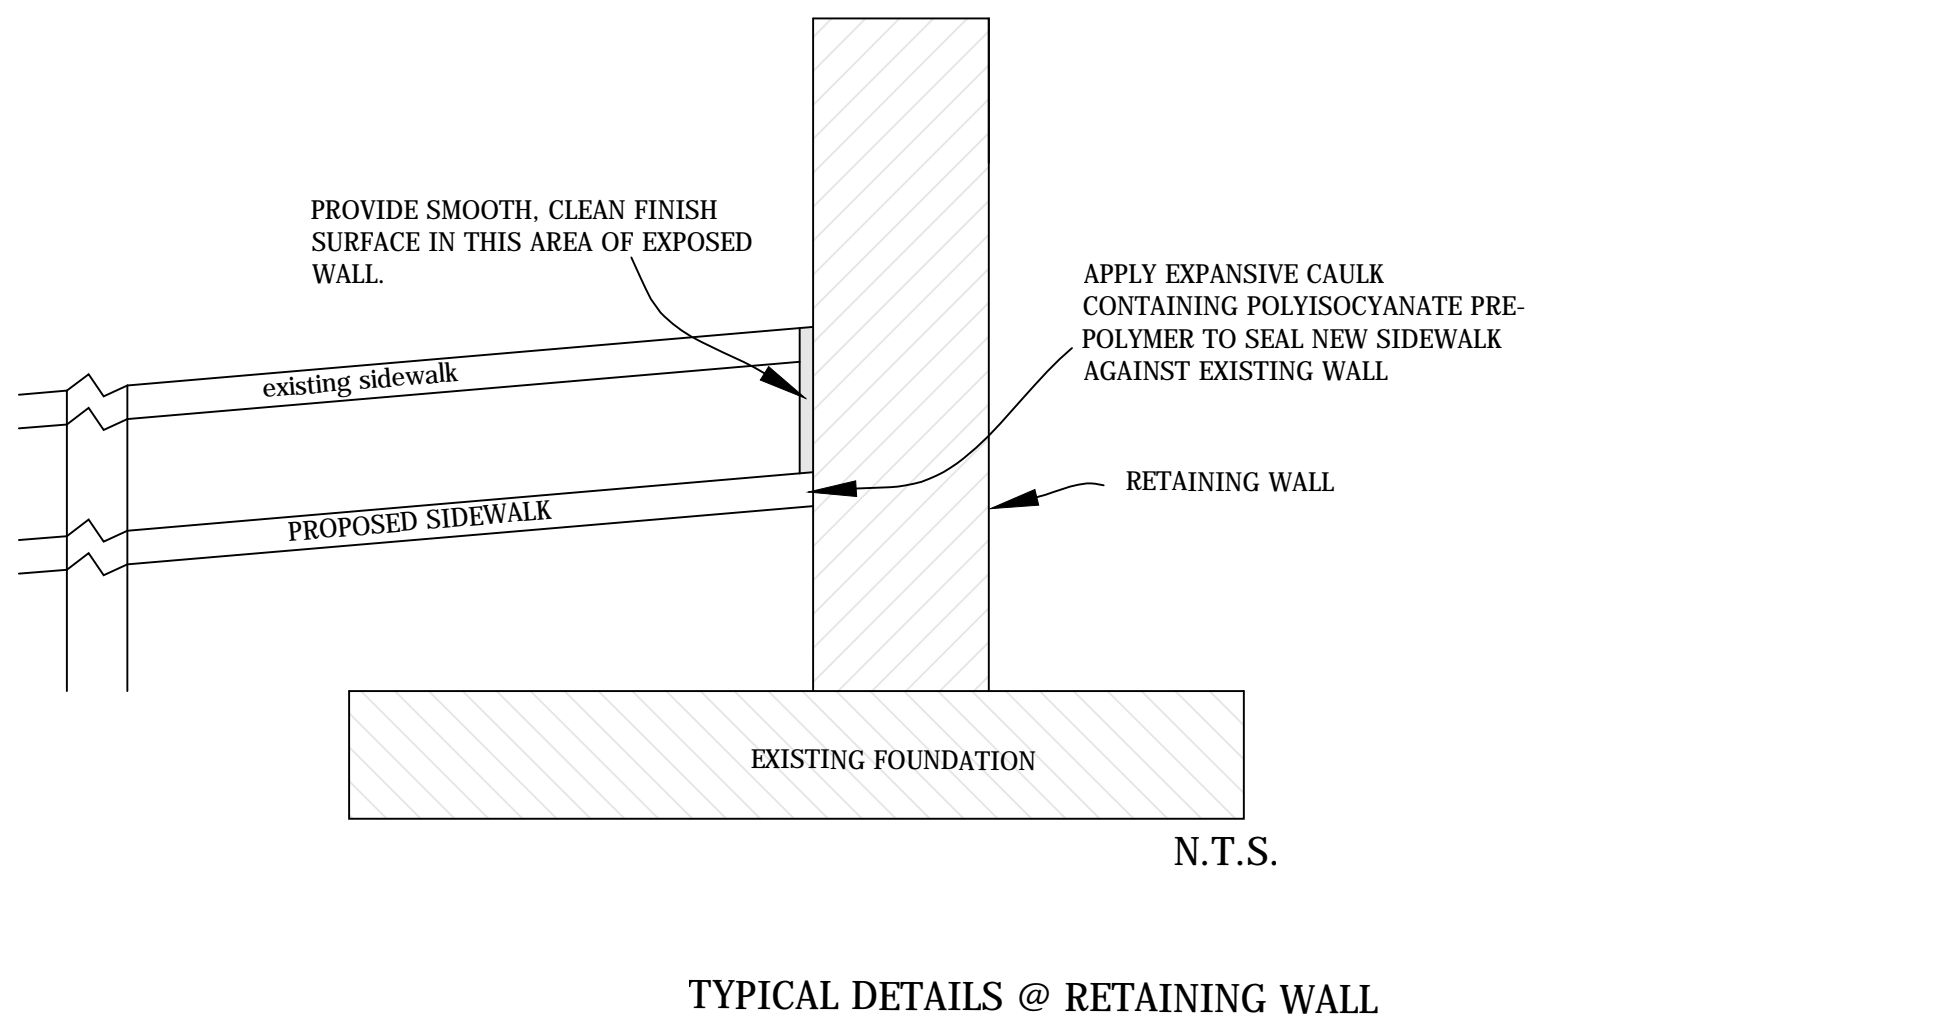 PROVIDE SMOOTH, CLEAN FINISH
SURFACE IN THIS AREA OF EXPOSED
WALL.
APPLY EXPANSIVE CAULK
CONTAINING POLYISOCYANATE PRE-
POLYMER TO SEAL NEW SIDEWALK
AGAINST EXISTING WALL
existing sidewalk
RETAINING WALL
PROPOSED SIDEWALK
EXISTING FOUNDATION
N.T.S.
TYPICAL DETAILS @ RETAINING WALL